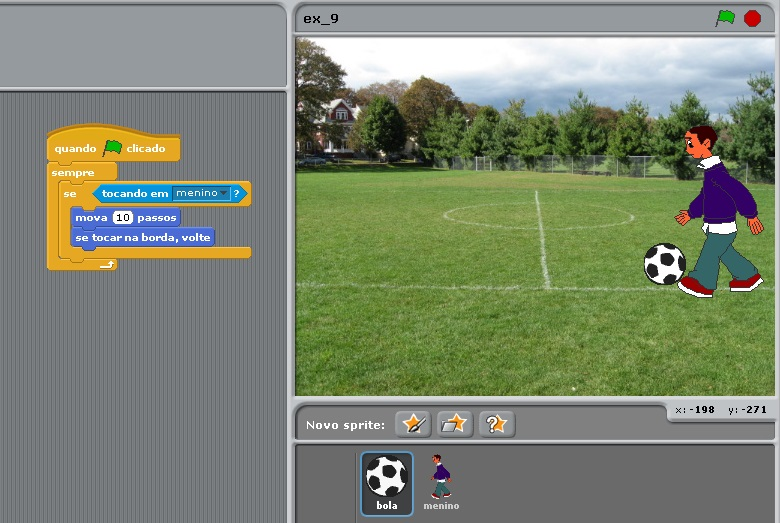 ex_9
quando clicado
sempre
se tocando em menino ?
mova 10 passos
se tocar na borda, volte
x: -198 y: -271
Novo sprite:
bola menino